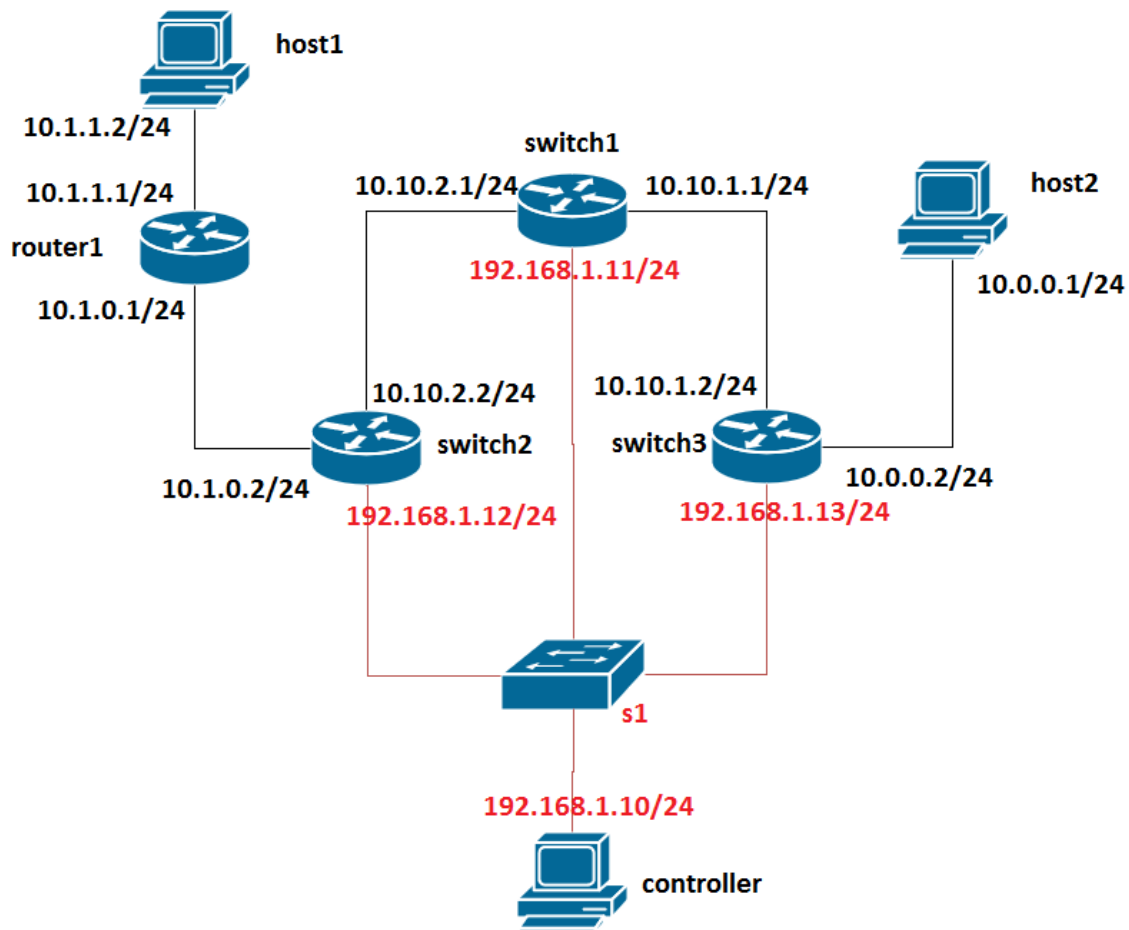 host1
10.1.1.2/24
switch1
10.1.1.1/24
10.10.2.1/24
10.10.1.1/24
host2
router1
192.168.1.11/24
10.0.0.1/24
10.1.0.1/24
10.10.2.2/24
10.10.1.2/24
switch2
switch3
10.1.0.2/24
10.0.0.2/24
192.168.1.12/24
192.168.1.13/24
s1
192.168.1.10/24
controller